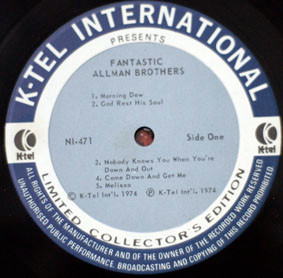 K-TEL INTERNATIONAL
PRESENTS
FANTASTIC
ALLMAN BROTHERS
1. Morning Dew
2. God Rest His Soul
NI-471
Side One
K-tel
K-tel
3. Nobody Knows You When You're
Down And Out
4. Come Down And Get Me
5. Melissa
© K-Tel Int'l. 1974 ℗ K-Tel Int'l. 1974
LIMITED COLLECTOR'S EDITION
ALL RIGHTS OF THE MANUFACTURER AND OF THE OWNER OF THE RECORDED WORK RESERVED
UNAUTHORISED PUBLIC PERFORMANCE, BROADCASTING AND COPYING OF THIS RECORD PROHIBITED